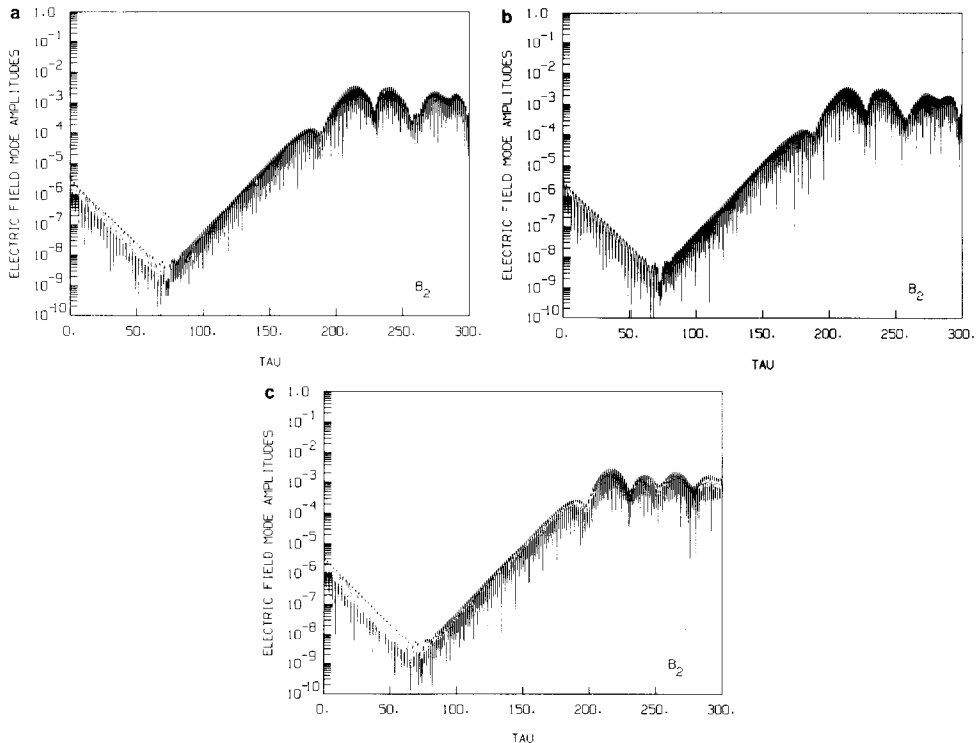 a
ELECTRIC FIELD MODE AMPLITUDES
1.0
10-1
10-2
10-3
10-4
10-5
10-6
10-7
10-8
10-9
10-10
0. 50. 100. 150. 200. 250. 300.
TAU
B2
b
ELECTRIC FIELD MODE AMPLITUDES
1.0
10-1
10-2
10-3
10-4
10-5
10-6
10-7
10-8
10-9
10-10
0. 50. 100. 150. 200. 250. 300.
TAU
B2
c
ELECTRIC FIELD MODE AMPLITUDES
1.0
10-1
10-2
10-3
10-4
10-5
10-6
10-7
10-8
10-9
10-10
0. 50. 100. 150. 200. 250. 300.
TAU
B2